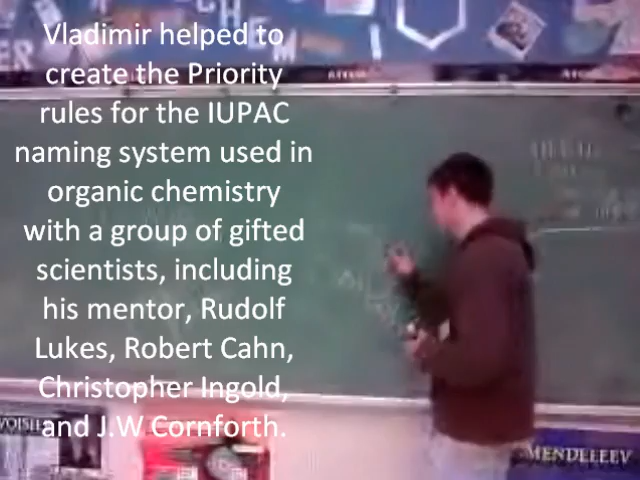 Vladimir helped to
create the Priority
rules for the IUPAC
naming system used in
organic chemistry
with a group of gifted
scientists, including
his mentor, Rudolf
Lukes, Robert Cahn,
Christopher Ingold,
and J.W Cornforth.
MENDELEEV